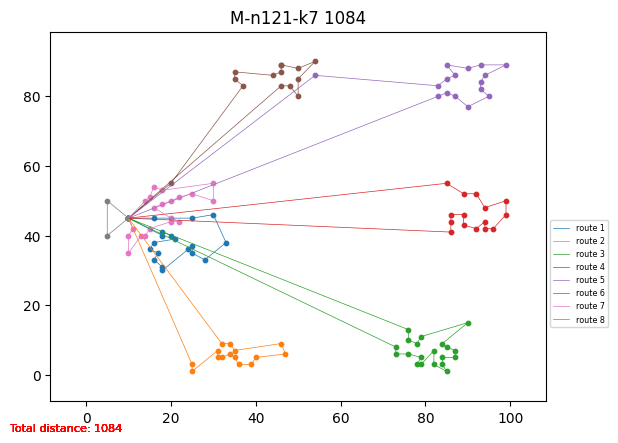 M-n121-k7 1084
80
60
40
20
0
0 20 40 60 80 100
route 1
route 2
route 3
route 4
route 5
route 6
route 7
route 8
Total distance: 1084